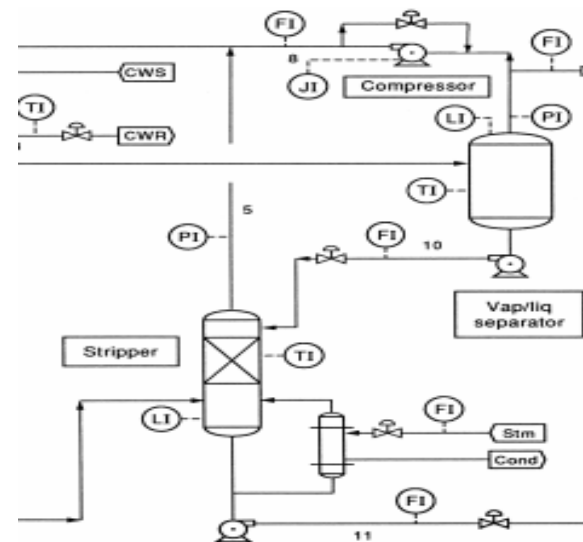 FI
FI
8
CWS
JI
Compressor
TI
LI
PI
CWR
TI
5
PI
FI
10
Vap/liq
separator
Stripper
TI
LI
FI
Stm
Cond
FI
11